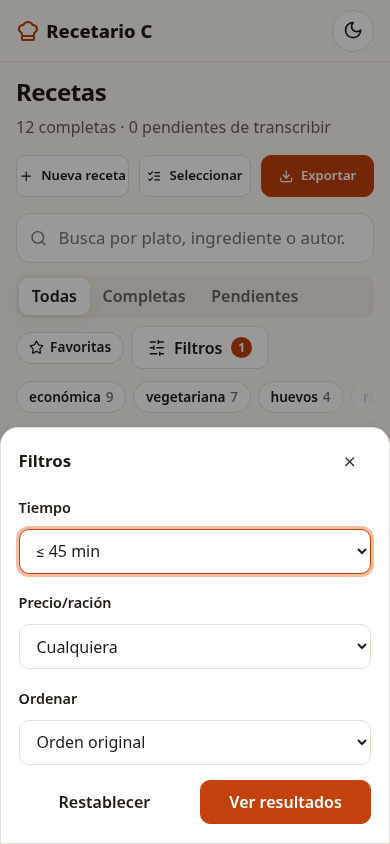 Recetario C
Recetas
12 completas · 0 pendientes de transcribir
Nueva receta
Seleccionar
Exportar
Busca por plato, ingrediente o autor.
Todas
Completas
Pendientes
Favoritas
Filtros 1
económica 9
vegetariana 7
huevos 4
Filtros
Tiempo
≤ 45 min
Precio/ración
Cualquiera
Ordenar
Orden original
Restablecer
Ver resultados